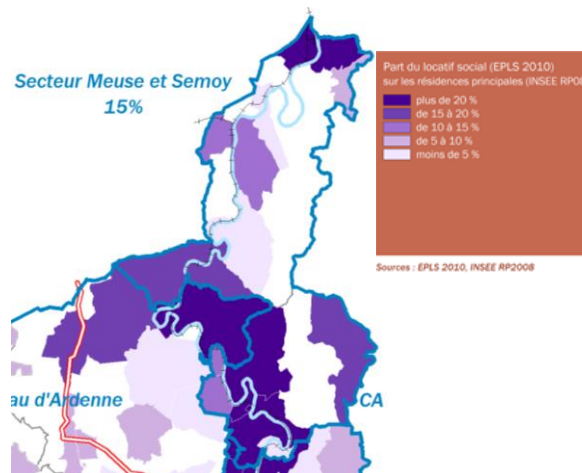 Secteur Meuse et Semoy
15%
Part du locatif social (EPLS 2010)
sur les résidences principales (INSEE RP0
plus de 20 %
de 15 à 20 %
de 10 à 15 %
de 5 à 10 %
moins de 5 %
Sources : EPLS 2010, INSEE RP2008
au d'Ardenne
CA